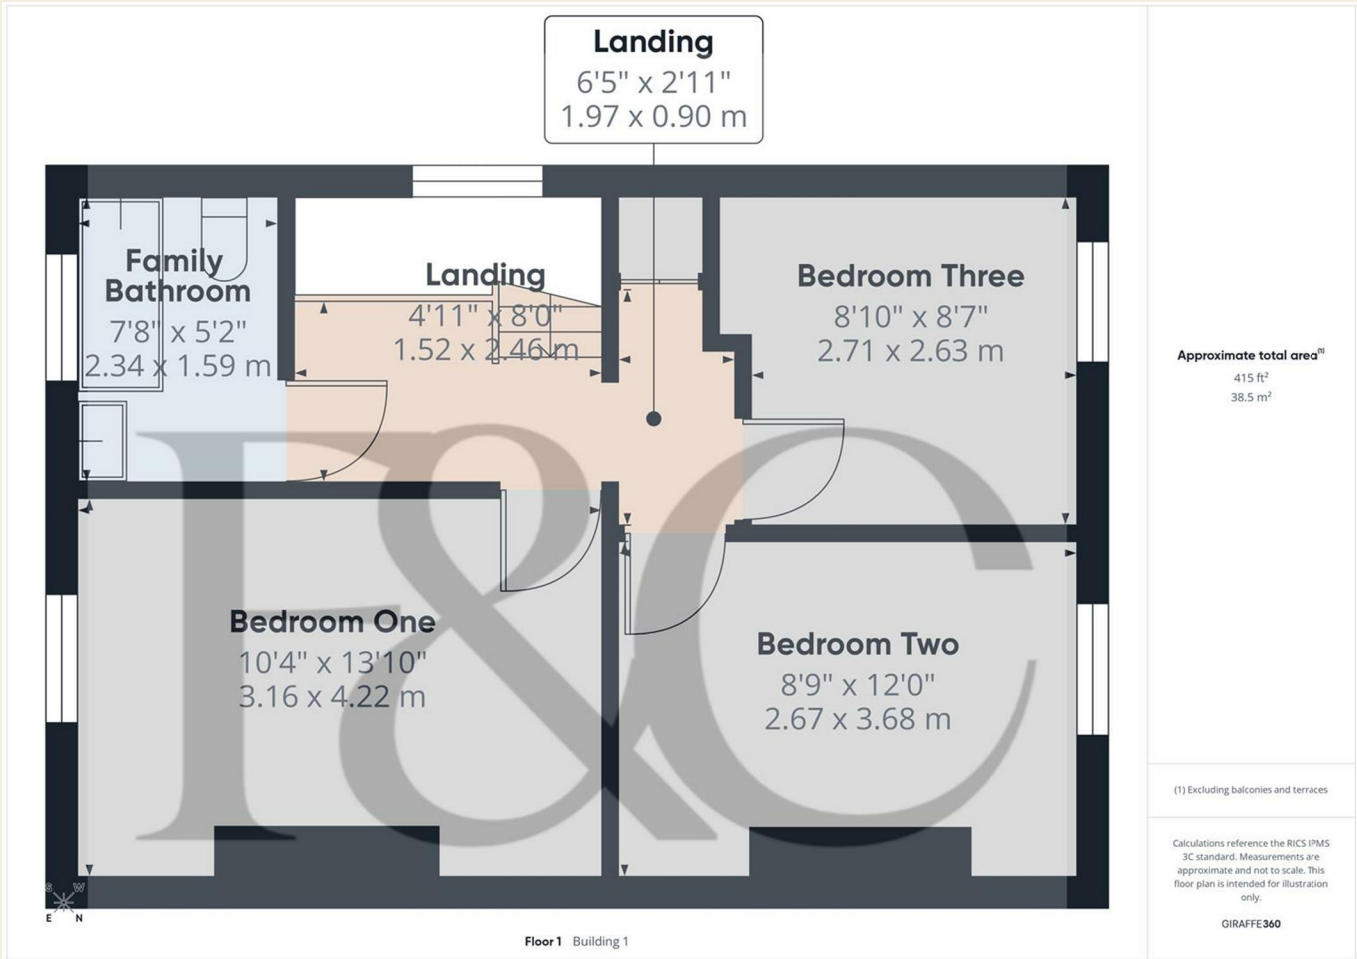 Landing
6'5" x 2'11"
1.97 x 0.90 m
Family
Bathroom
7'8" x 5'2"
2.34 x 1.59 m
Landing
4'11" x 8'0"
1.52 x 2.46 m
Bedroom Three
8'10" x 8'7"
2.71 x 2.63 m
Bedroom One
10'4" x 13'10"
3.16 x 4.22 m
Bedroom Two
8'9" x 12'0"
2.67 x 3.68 m
F&C
S W
E N
Floor 1 Building 1
Approximate total area(1)
415 ft²
38.5 m²
(1) Excluding balconies and terraces
Calculations reference the RICS IPMS
3C standard. Measurements are
approximate and not to scale. This
floor plan is intended for illustration
only.
GIRAFFE360